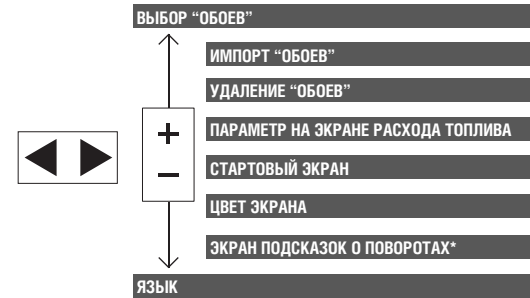 ВЫБОР “ОБОЕВ”
ИМПОРТ “ОБОЕВ”
УДАЛЕНИЕ “ОБОЕВ”
ПАРАМЕТР НА ЭКРАНЕ РАСХОДА ТОПЛИВА
+
–
СТАРТОВЫЙ ЭКРАН
ЦВЕТ ЭКРАНА
ЭКРАН ПОДСКАЗОК О ПОВОРОТАХ*
ЯЗЫК